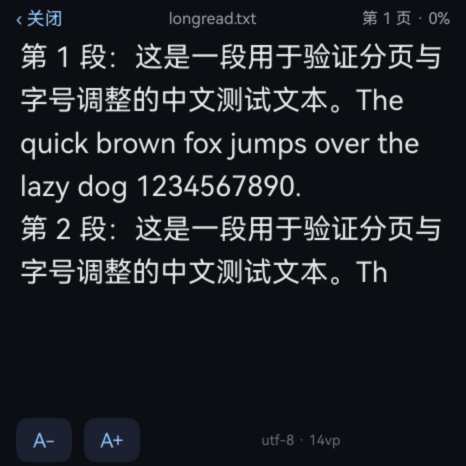 ‹ 关闭 longread.txt 第 1 页 · 0%
第 1 段：这是一段用于验证分页与
字号调整的中文测试文本。The
quick brown fox jumps over the
lazy dog 1234567890.
第 2 段：这是一段用于验证分页与
字号调整的中文测试文本。Th
A- A+ utf-8 · 14vp